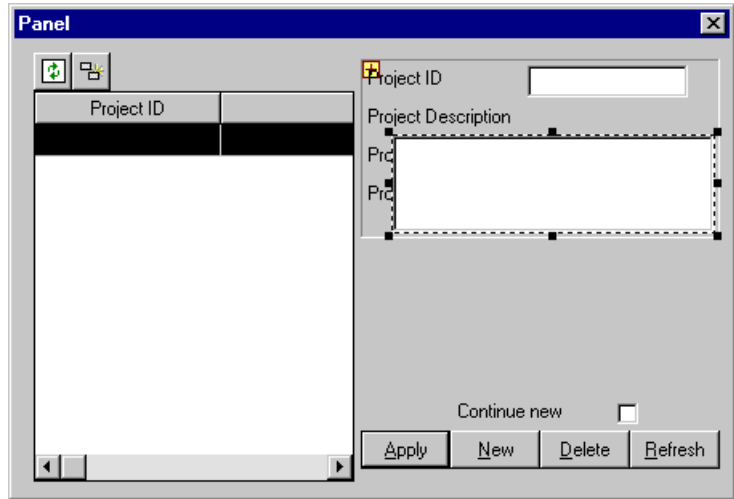 Panel
Project ID
Project ID
Project Description
Continue new
Apply New Delete Refresh